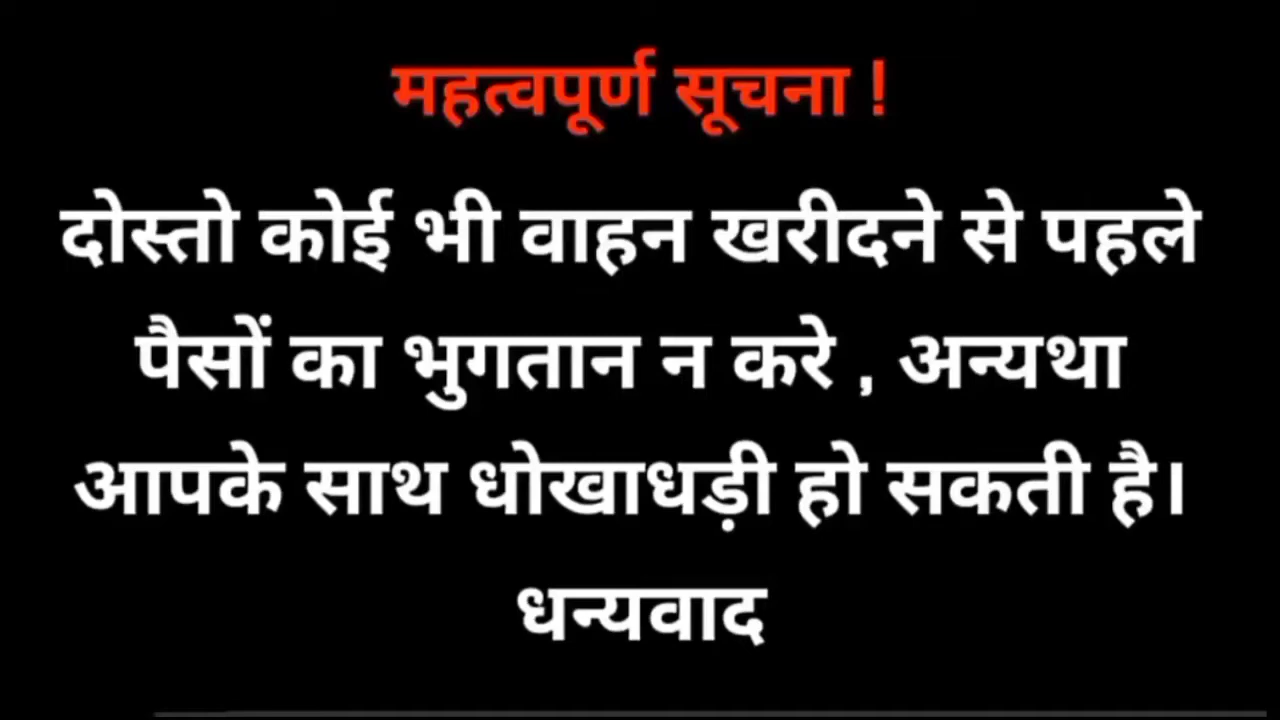 महत्वपूर्ण सूचना !
दोस्तो कोई भी वाहन खरीदने से पहले
पैसों का भुगतान न करे , अन्यथा
आपके साथ धोखाधड़ी हो सकती है।
धन्यवाद